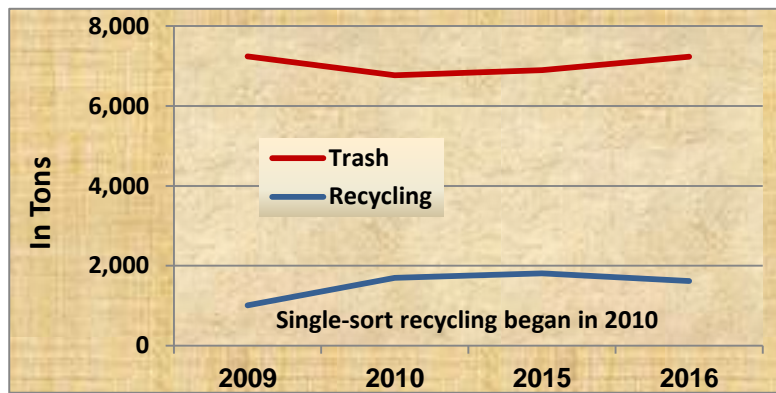 8,000
6,000
4,000
2,000
0
In Tons
Trash
Recycling
Single-sort recycling began in 2010
2009 2010 2015 2016